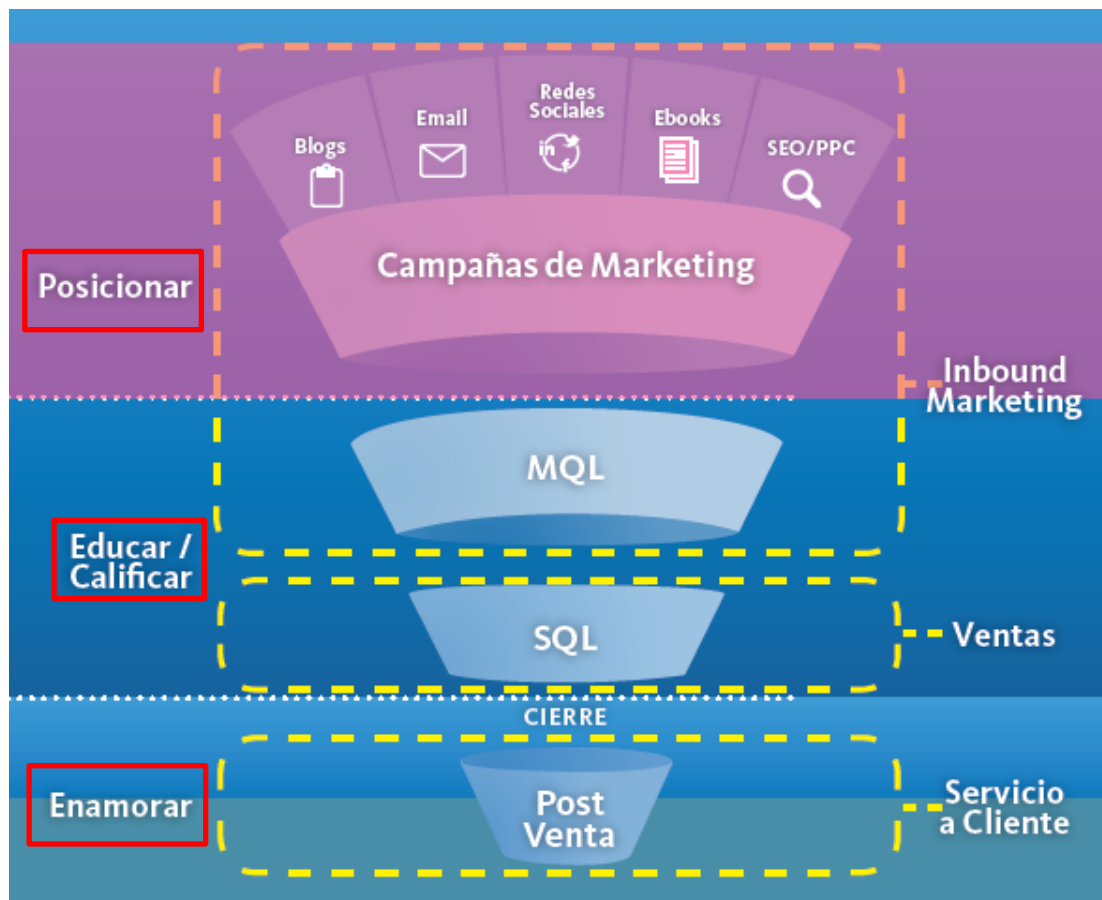 Blogs
Email
Redes
Sociales
in
f
Ebooks
SEO/PPC
Campañas de Marketing
Posicionar
Inbound
Marketing
MQL
Educar /
Calificar
SQL
Ventas
CIERRE
Enamorar
Post
Venta
Servicio
a Cliente